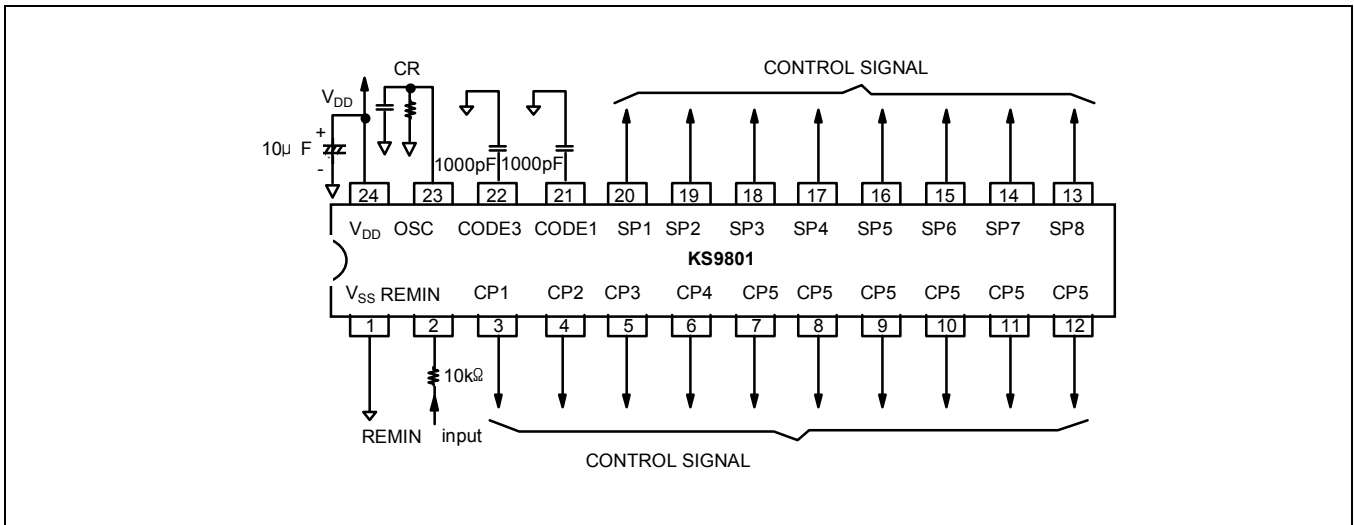 CONTROL SIGNAL
CR
VDD
+
10μ F
-
1000pF 1000pF
24 23 22 21 20 19 18 17 16 15 14 13
VDD OSC CODE3 CODE1 SP1 SP2 SP3 SP4 SP5 SP6 SP7 SP8
KS9801
VSS REMIN CP1 CP2 CP3 CP4 CP5 CP5 CP5 CP5 CP5 CP5
1 2 3 4 5 6 7 8 9 10 11 12
10kΩ
REMIN input
CONTROL SIGNAL